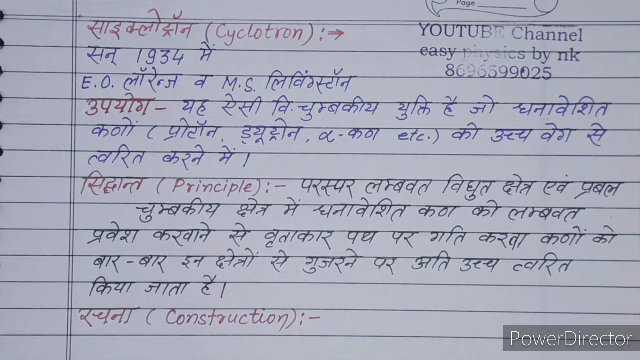 Page
साइक्लोट्रॉन (Cyclotron):→
YOUTUBE Channel
easy physics by nk
8696599025
सन् 1934 में
E.O. लॉरेन्ज व M.S. लिविंगस्टॉन
उपयोग - यह ऐसी वि. चुम्बकीय युक्ति है जो धनावेशित
कणों (प्रोटॉन, ड्यूट्रोन, α-कण etc.) को उच्च वेग से
त्वरित करने में।
सिद्धान्त (Principle):- परस्पर लम्बवत विद्युत क्षेत्र एवं प्रबल
चुम्बकीय क्षेत्र में धनावेशित कण को लम्बवत
प्रवेश करवाने से वृताकार पथ पर गति करवा कणों को
बार-बार इन क्षेत्रों से गुजरने पर अति उच्च त्वरित
किया जाता है।
रचना (Construction):-
PowerDirector